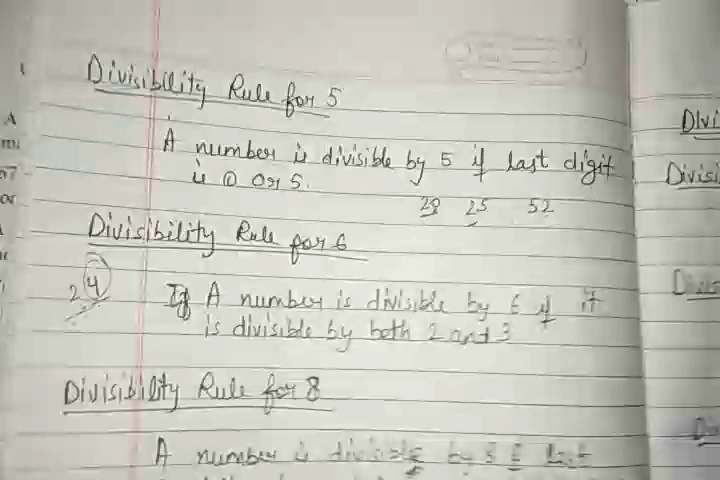 Divisibility Rule for 5
A number is divisible by 5 if last digit
is 0 or 5.
20 25 52
Divisibility Rule for 6
24
If A number is divisible by 6 if it
is divisible by both 2 and 3
Divisibility Rule for 8
A number is divisible by 8 if last